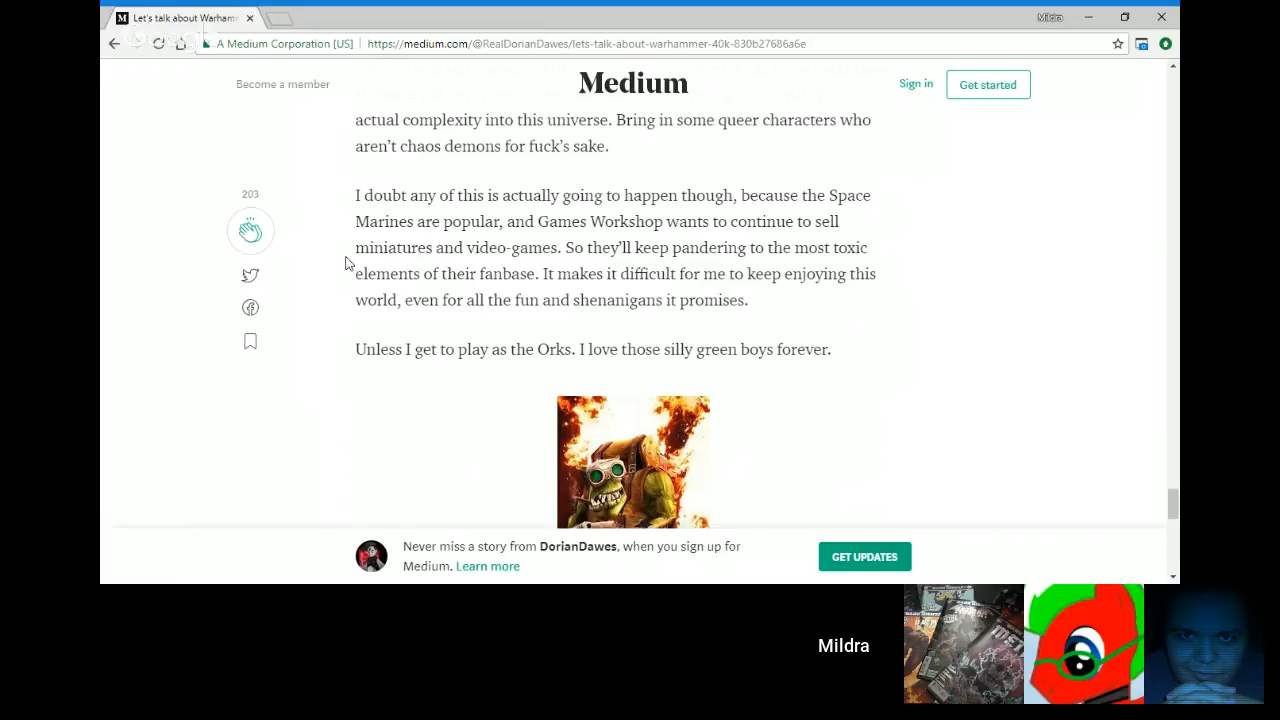 Let's talk about Warham
Mildra
A Medium Corporation [US]
https://medium.com/@RealDorianDawes/lets-talk-about-warhammer-40k-830b27686a6e
Become a member
Medium
Sign in
Get started
actual complexity into this universe. Bring in some queer characters who
aren't chaos demons for fuck's sake.
203
I doubt any of this is actually going to happen though, because the Space
Marines are popular, and Games Workshop wants to continue to sell
miniatures and video-games. So they'll keep pandering to the most toxic
elements of their fanbase. It makes it difficult for me to keep enjoying this
world, even for all the fun and shenanigans it promises.
Unless I get to play as the Orks. I love those silly green boys forever.
Never miss a story from DorianDawes, when you sign up for
Medium. Learn more
GET UPDATES
Mildra